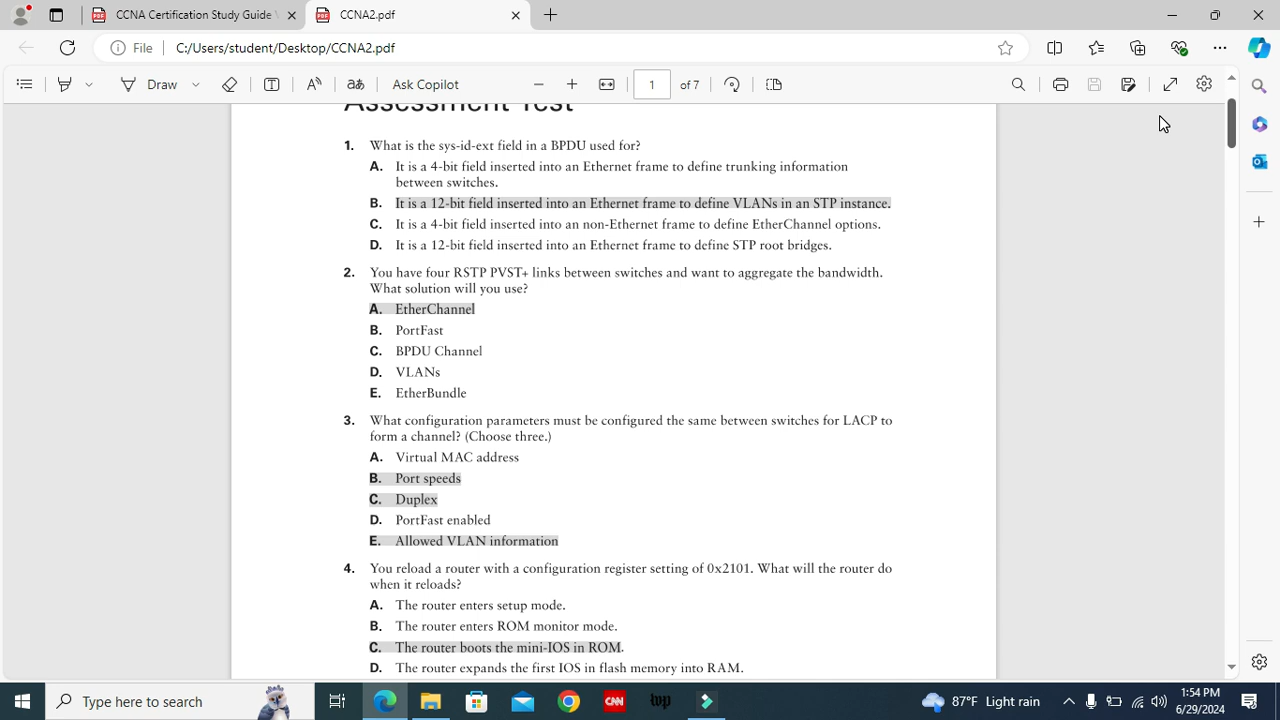 CCNA Certification Study Guide V
CCNA2.pdf
File
C:/Users/student/Desktop/CCNA2.pdf
Draw
aあ
Ask Copilot
1
of 7
Assessment Test
1. What is the sys-id-ext field in a BPDU used for?
A. It is a 4-bit field inserted into an Ethernet frame to define trunking information
between switches.
B. It is a 12-bit field inserted into an Ethernet frame to define VLANs in an STP instance.
C. It is a 4-bit field inserted into an non-Ethernet frame to define EtherChannel options.
D. It is a 12-bit field inserted into an Ethernet frame to define STP root bridges.
2. You have four RSTP PVST+ links between switches and want to aggregate the bandwidth.
What solution will you use?
A. EtherChannel
B. PortFast
C. BPDU Channel
D. VLANs
E. EtherBundle
3. What configuration parameters must be configured the same between switches for LACP to
form a channel? (Choose three.)
A. Virtual MAC address
B. Port speeds
C. Duplex
D. PortFast enabled
E. Allowed VLAN information
4. You reload a router with a configuration register setting of 0x2101. What will the router do
when it reloads?
A. The router enters setup mode.
B. The router enters ROM monitor mode.
C. The router boots the mini-IOS in ROM.
D. The router expands the first IOS in flash memory into RAM.
Type here to search
CNN
wp
87°F Light rain
1:54 PM
6/29/2024